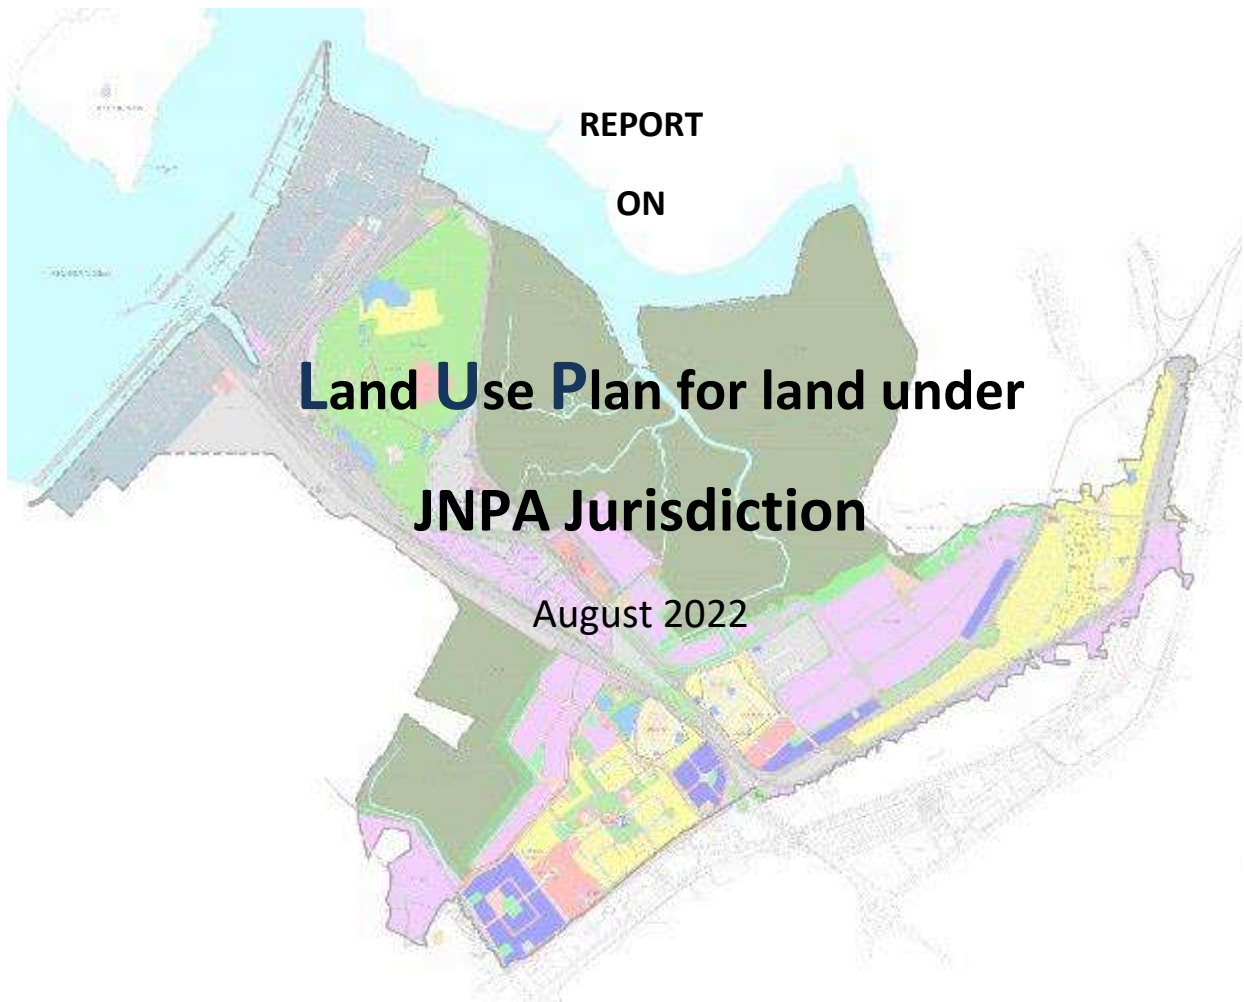 REPORT
ON
Land Use Plan for land under
JNPA Jurisdiction
August 2022